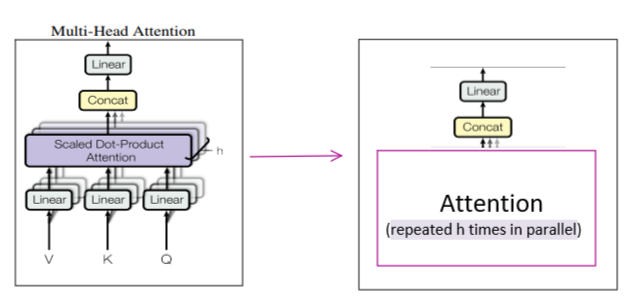 Multi-Head Attention
Linear
Concat
Scaled Dot-Product
Attention
h
Linear
Linear
Linear
V
K
Q
Linear
Concat
Attention
(repeated h times in parallel)